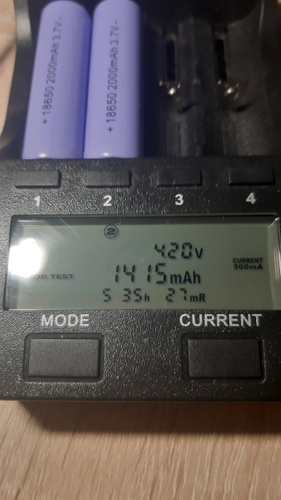 + 18650 2000mAh 3.7V -
+ 18650 2000mAh 3.7V -
1 2 3 4
2
4.20v
CURRENT
500mA
1415mAh
TEST
5 35h 27mR
MODE CURRENT